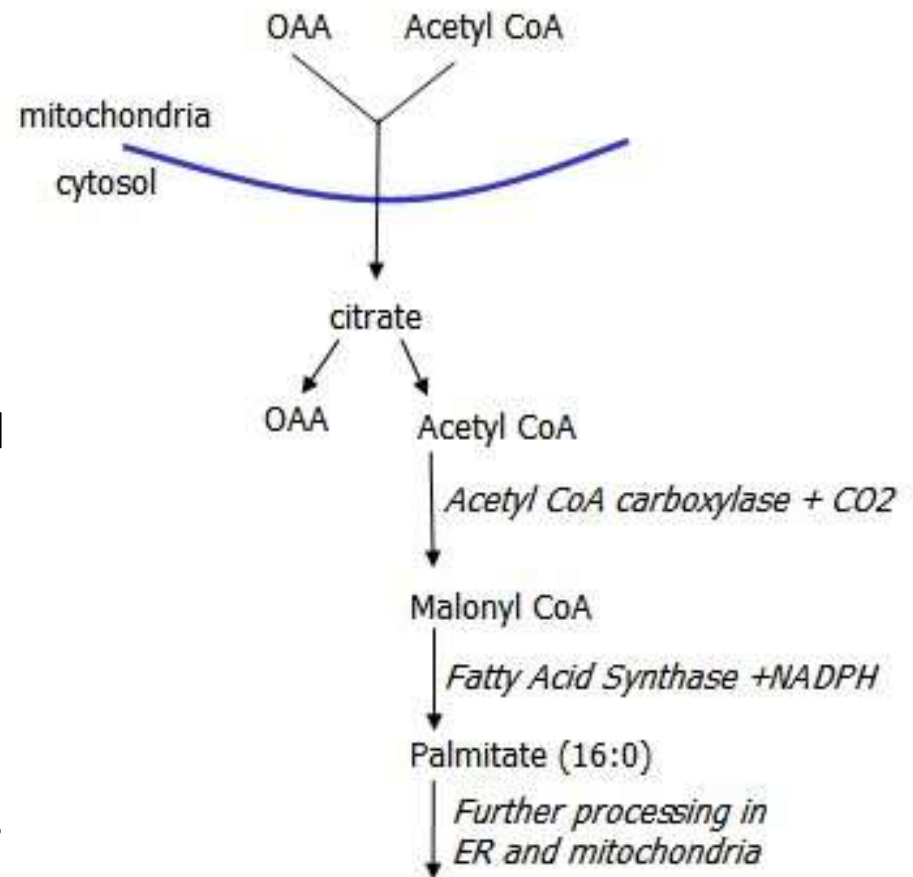 OAA Acetyl CoA
mitochondria
cytosol
citrate
OAA Acetyl CoA
Acetyl CoA carboxylase + CO2
Malonyl CoA
Fatty Acid Synthase +NADPH
Palmitate (16:0)
Further processing in
ER and mitochondria